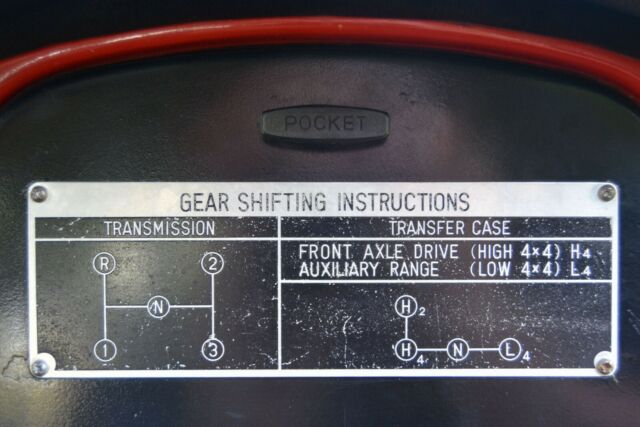 POCKET
GEAR SHIFTING INSTRUCTIONS
TRANSMISSION
TRANSFER CASE
FRONT AXLE DRIVE (HIGH 4×4) H4
AUXILIARY RANGE (LOW 4×4) L4
R 2
N
1 3
H2
H4 N L4